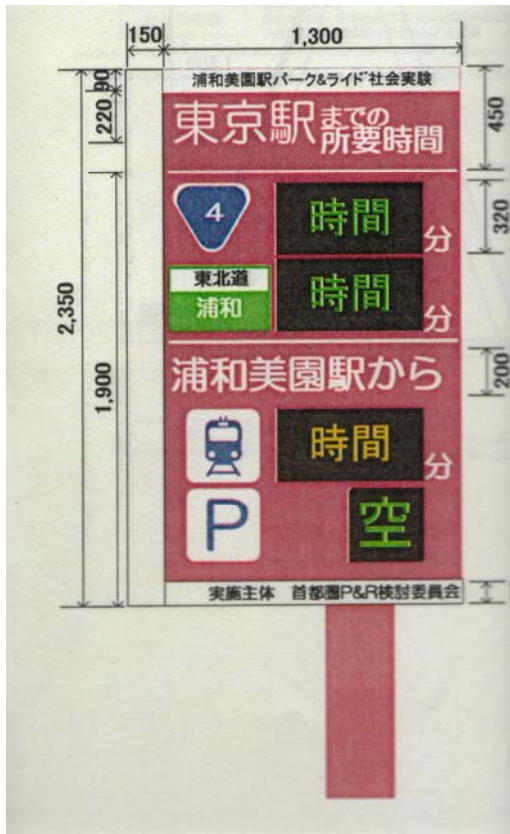 150
1,300
浦和美園駅パーク&ライド社会実験
90
220
450
東京駅までの所要時間
4
時間 分
320
東北道
浦和
時間 分
2,350
1,900
浦和美園駅から
200
時間 分
P
空
実施主体 首都圏P&R検討委員会